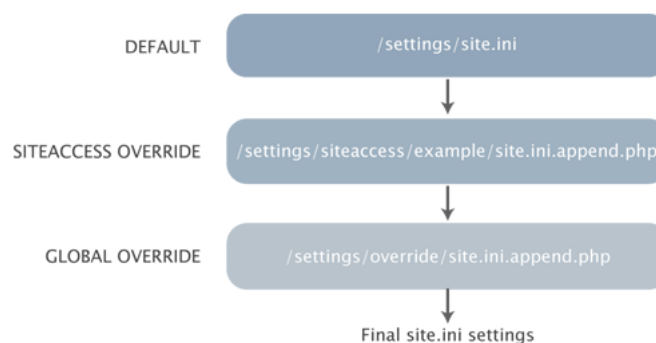 DEFAULT /settings/site.ini
SITEACCESS OVERRIDE /settings/siteaccess/example/site.ini.append.php
GLOBAL OVERRIDE /settings/override/site.ini.append.php
Final site.ini settings